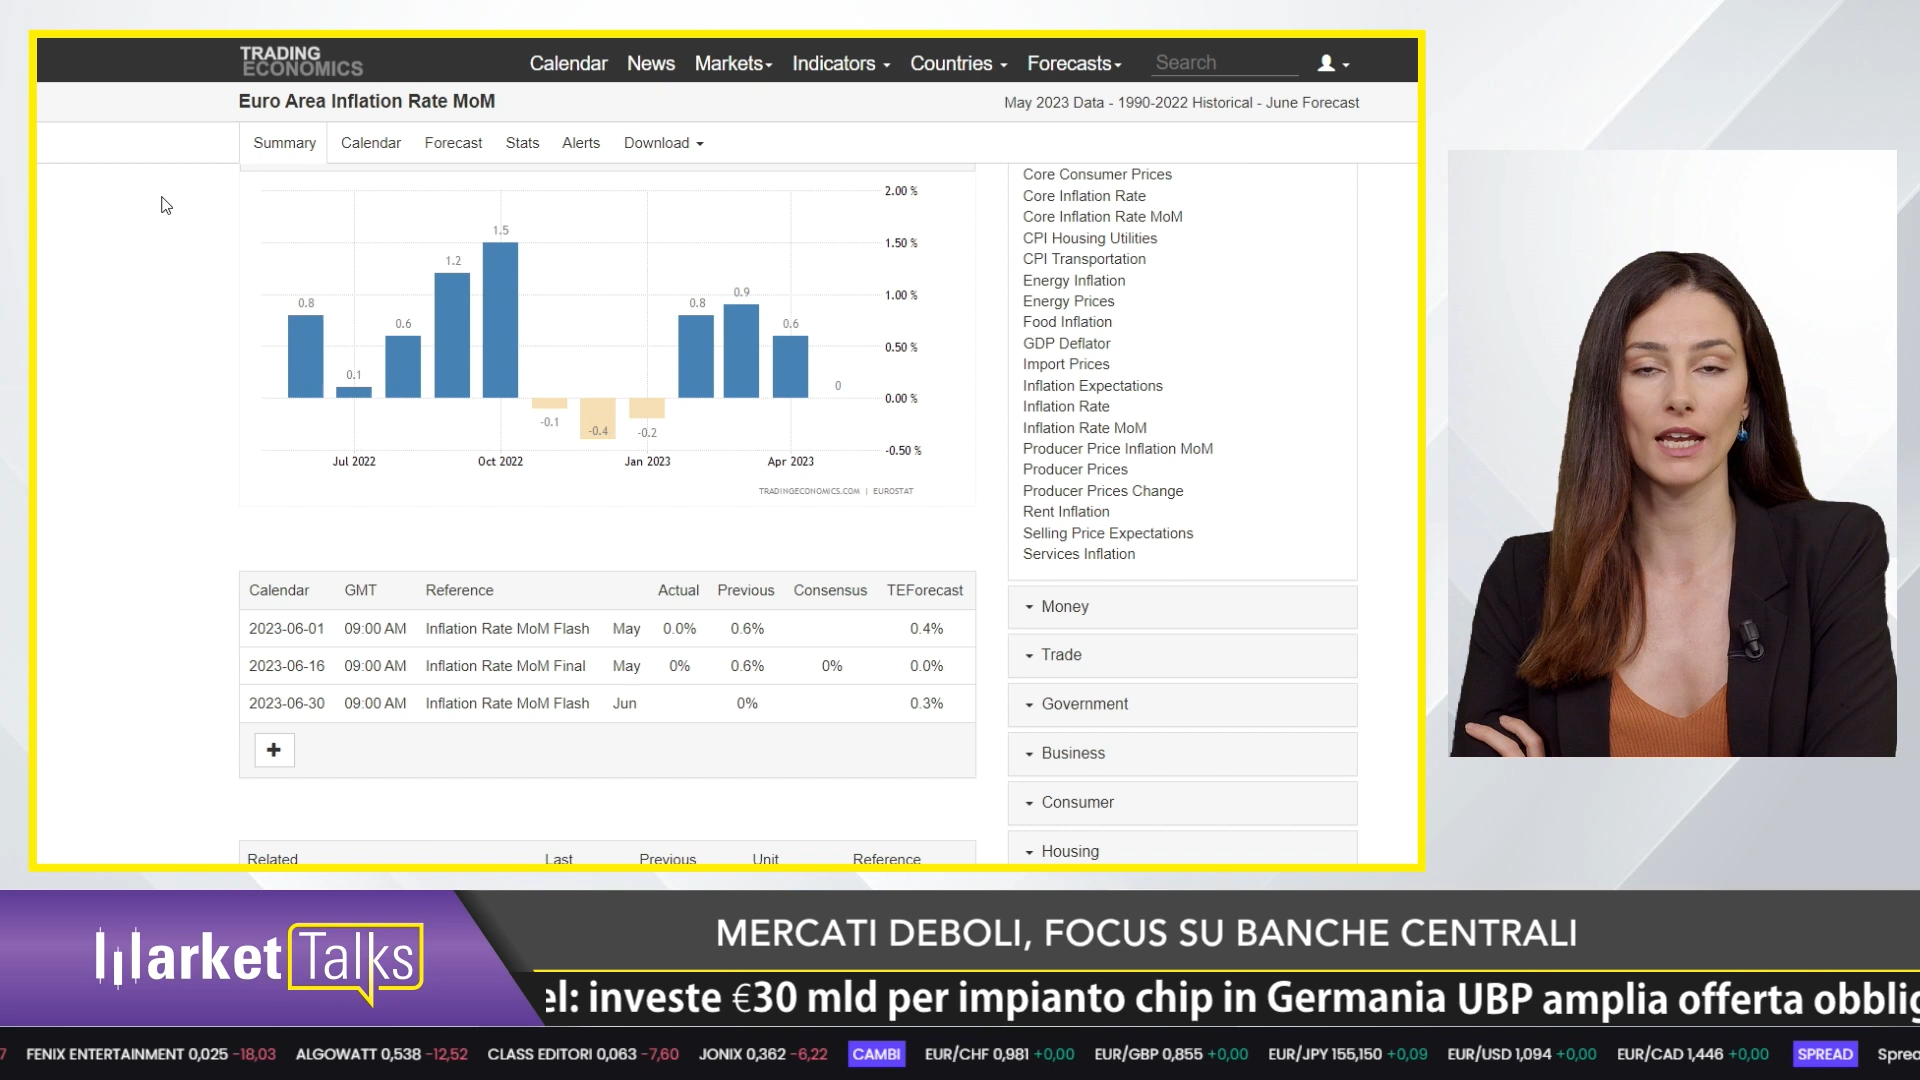 TRADING
ECONOMICS
Calendar News Markets Indicators Countries Forecasts Search
Euro Area Inflation Rate MoM
May 2023 Data - 1990-2022 Historical - June Forecast
Summary Calendar Forecast Stats Alerts Download
2.00 %
1.50 %
1.00 %
0.50 %
0.00 %
-0.50 %
0.8
0.1
0.6
1.2
1.5
-0.1
-0.4
-0.2
0.8
0.9
0.6
0
Jul 2022 Oct 2022 Jan 2023 Apr 2023
TRADINGECONOMICS.COM | EUROSTAT
Calendar GMT Reference Actual Previous Consensus TEForecast
2023-06-01 09:00 AM Inflation Rate MoM Flash May 0.0% 0.6% 0.4%
2023-06-16 09:00 AM Inflation Rate MoM Final May 0% 0.6% 0% 0.0%
2023-06-30 09:00 AM Inflation Rate MoM Flash Jun 0% 0.3%
Related Last Previous Unit Reference
Core Consumer Prices
Core Inflation Rate
Core Inflation Rate MoM
CPI Housing Utilities
CPI Transportation
Energy Inflation
Energy Prices
Food Inflation
GDP Deflator
Import Prices
Inflation Expectations
Inflation Rate
Inflation Rate MoM
Producer Price Inflation MoM
Producer Prices
Producer Prices Change
Rent Inflation
Selling Price Expectations
Services Inflation
Money
Trade
Government
Business
Consumer
Housing
Market Talks
MERCATI DEBOLI, FOCUS SU BANCHE CENTRALI
el: investe €30 mld per impianto chip in Germania UBP amplia offerta obblig
7 FENIX ENTERTAINMENT 0,025 -18,03 ALGOWATT 0,538 -12,52 CLASS EDITORI 0,063 -7,60 JONIX 0,362 -6,22 CAMBI EUR/CHF 0,981 +0,00 EUR/GBP 0,855 +0,00 EUR/JPY 155,150 +0,09 EUR/USD 1,094 +0,00 EUR/CAD 1,446 +0,00 SPREAD Sprea